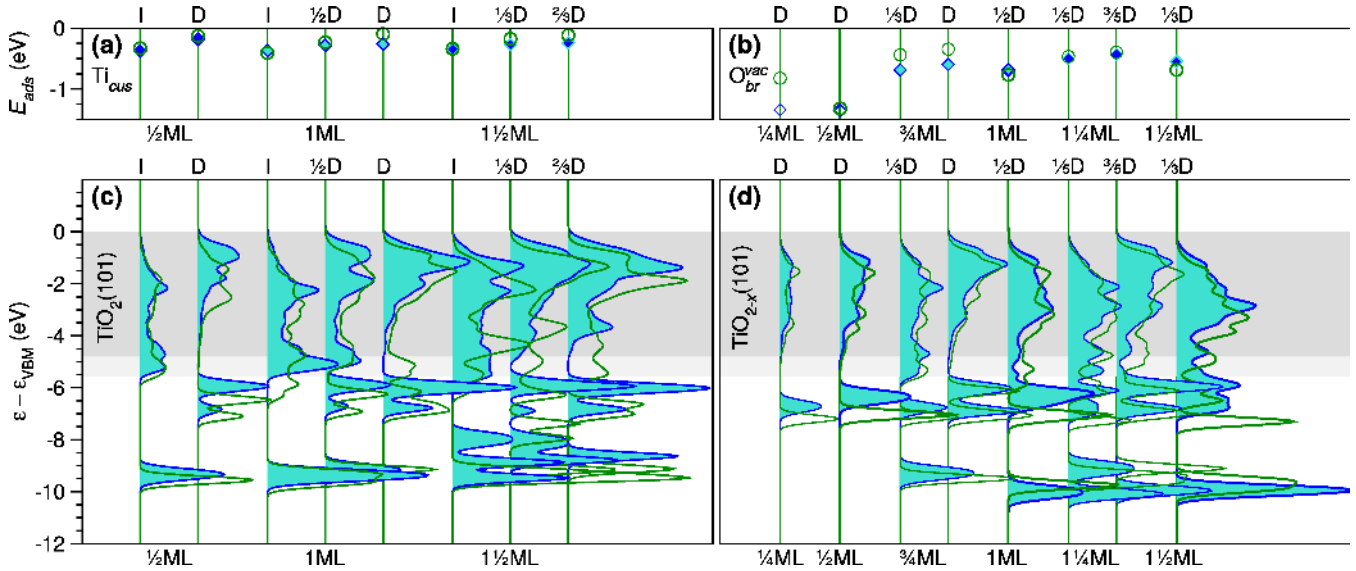 I D I ½D D I ⅓D ⅔D
D D ⅓D D ½D ⅕D ⅗D ⅓D
E_ads (eV)
0
-1
(a)
Ti_cus
(b)
O_br^vac
½ML 1ML 1½ML
¼ML ½ML ¾ML 1ML 1¼ML 1½ML
I D I ½D D I ⅓D ⅔D
D D ⅓D D ½D ⅕D ⅗D ⅓D
(c)
(d)
ε − ε_VBM (eV)
0
-2
-4
-6
-8
-10
-12
TiO₂(101)
TiO₂₋ₓ(101)
½ML 1ML 1½ML
¼ML ½ML ¾ML 1ML 1¼ML 1½ML